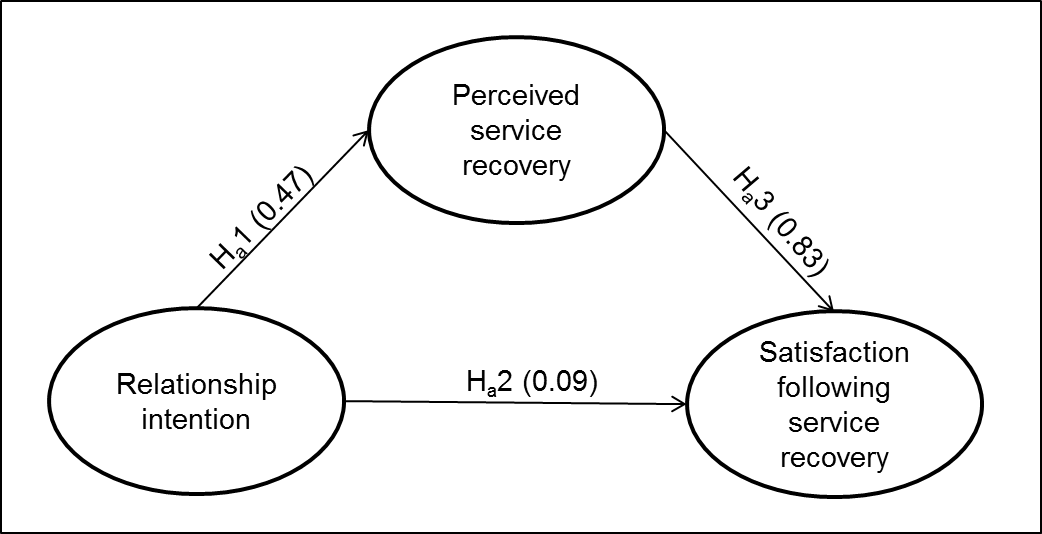 Perceived
service
recovery
Hₐ1 (0.47)
Hₐ3 (0.83)
Relationship
intention
Hₐ2 (0.09)
Satisfaction
following
service
recovery